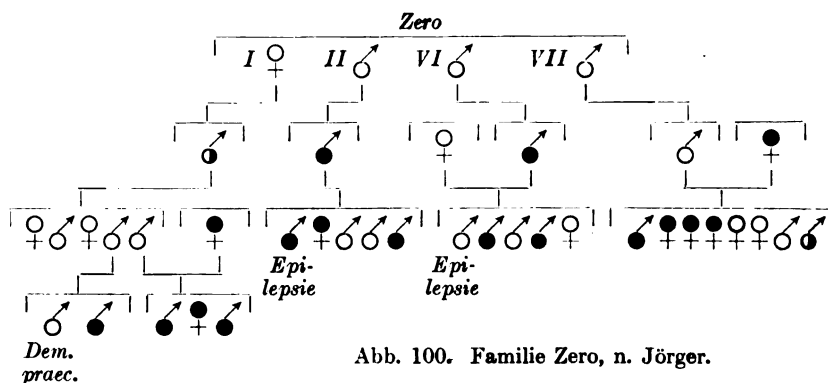 Zero
I II VI VII
Epi-
lepsie
Epi-
lepsie
Dem.
praec.
Abb. 100. Familie Zero, n. Jörger.